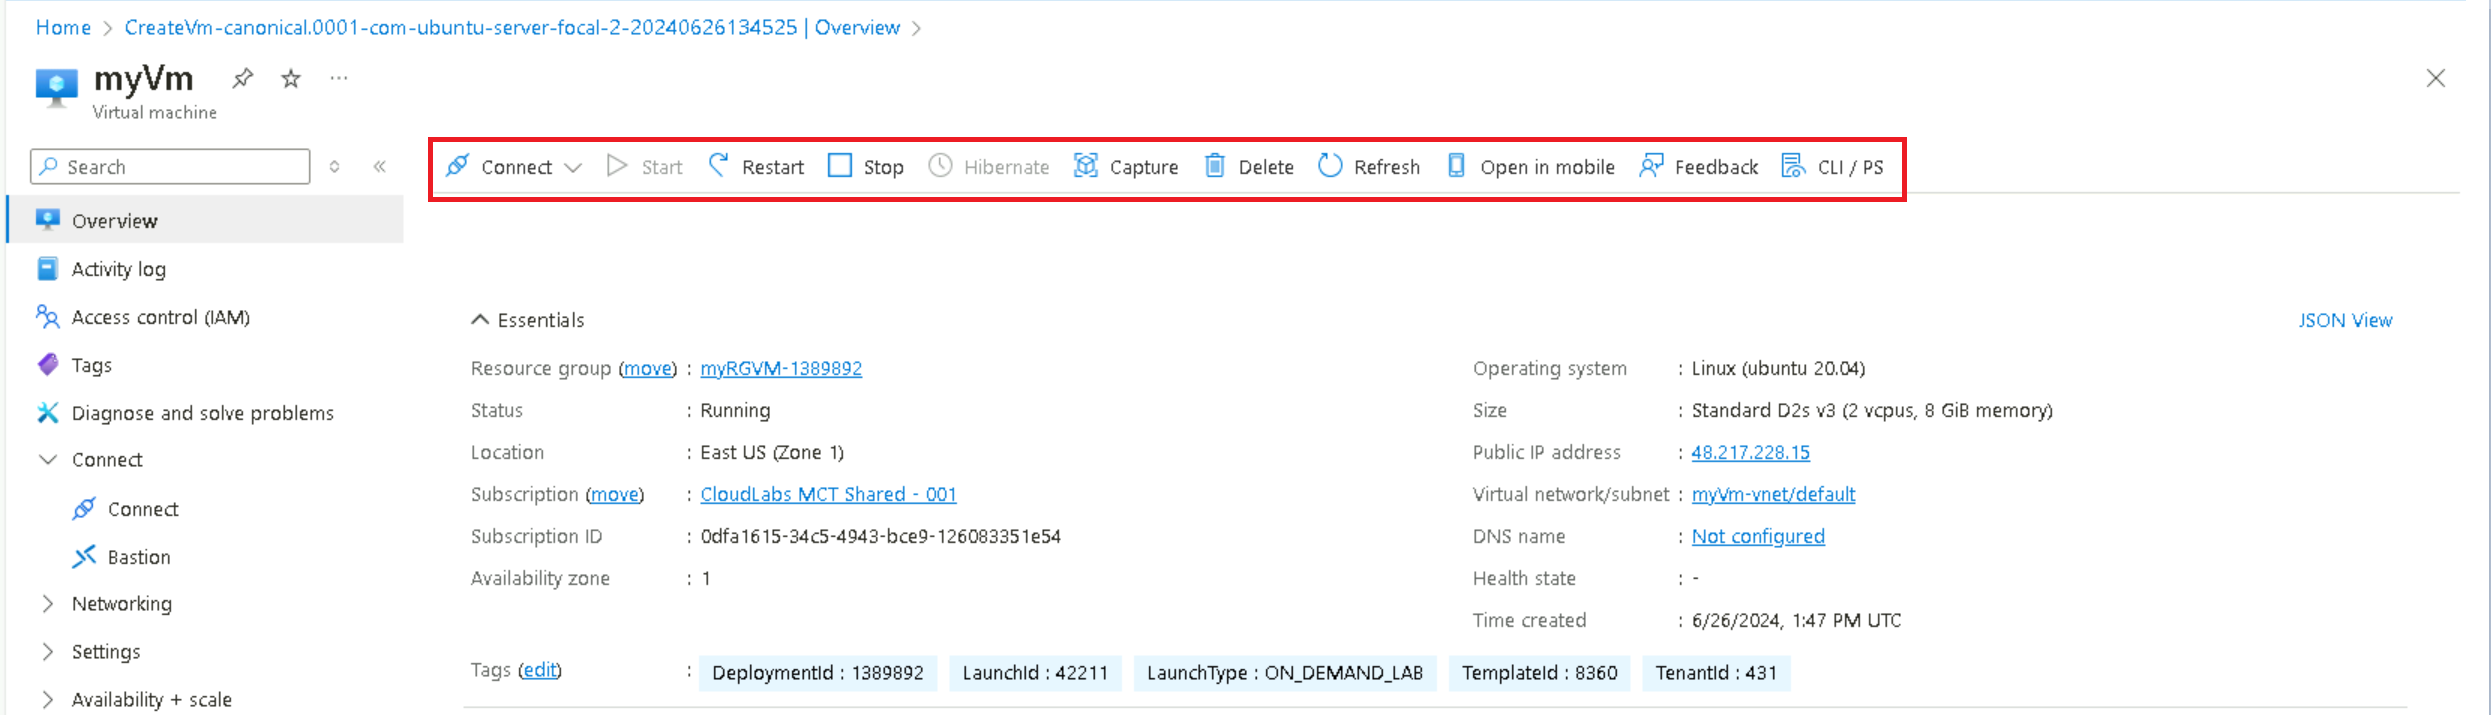 Home > CreateVm-canonical.0001-com-ubuntu-server-focal-2-20240626134525 | Overview >
myVm
Virtual machine
Search
Connect Start Restart Stop Hibernate Capture Delete Refresh Open in mobile Feedback CLI / PS
Overview
Activity log
Access control (IAM)
Tags
Diagnose and solve problems
Connect
Connect
Bastion
Networking
Settings
Availability + scale
Essentials
JSON View
Resource group (move) : myRGVM-1389892
Status : Running
Location : East US (Zone 1)
Subscription (move) : CloudLabs MCT Shared - 001
Subscription ID : 0dfa1615-34c5-4943-bce9-126083351e54
Availability zone : 1
Operating system : Linux (ubuntu 20.04)
Size : Standard D2s v3 (2 vcpus, 8 GiB memory)
Public IP address : 48.217.228.15
Virtual network/subnet : myVm-vnet/default
DNS name : Not configured
Health state : -
Time created : 6/26/2024, 1:47 PM UTC
Tags (edit) : DeploymentId : 1389892 LaunchId : 42211 LaunchType : ON_DEMAND_LAB TemplateId : 8360 TenantId : 431